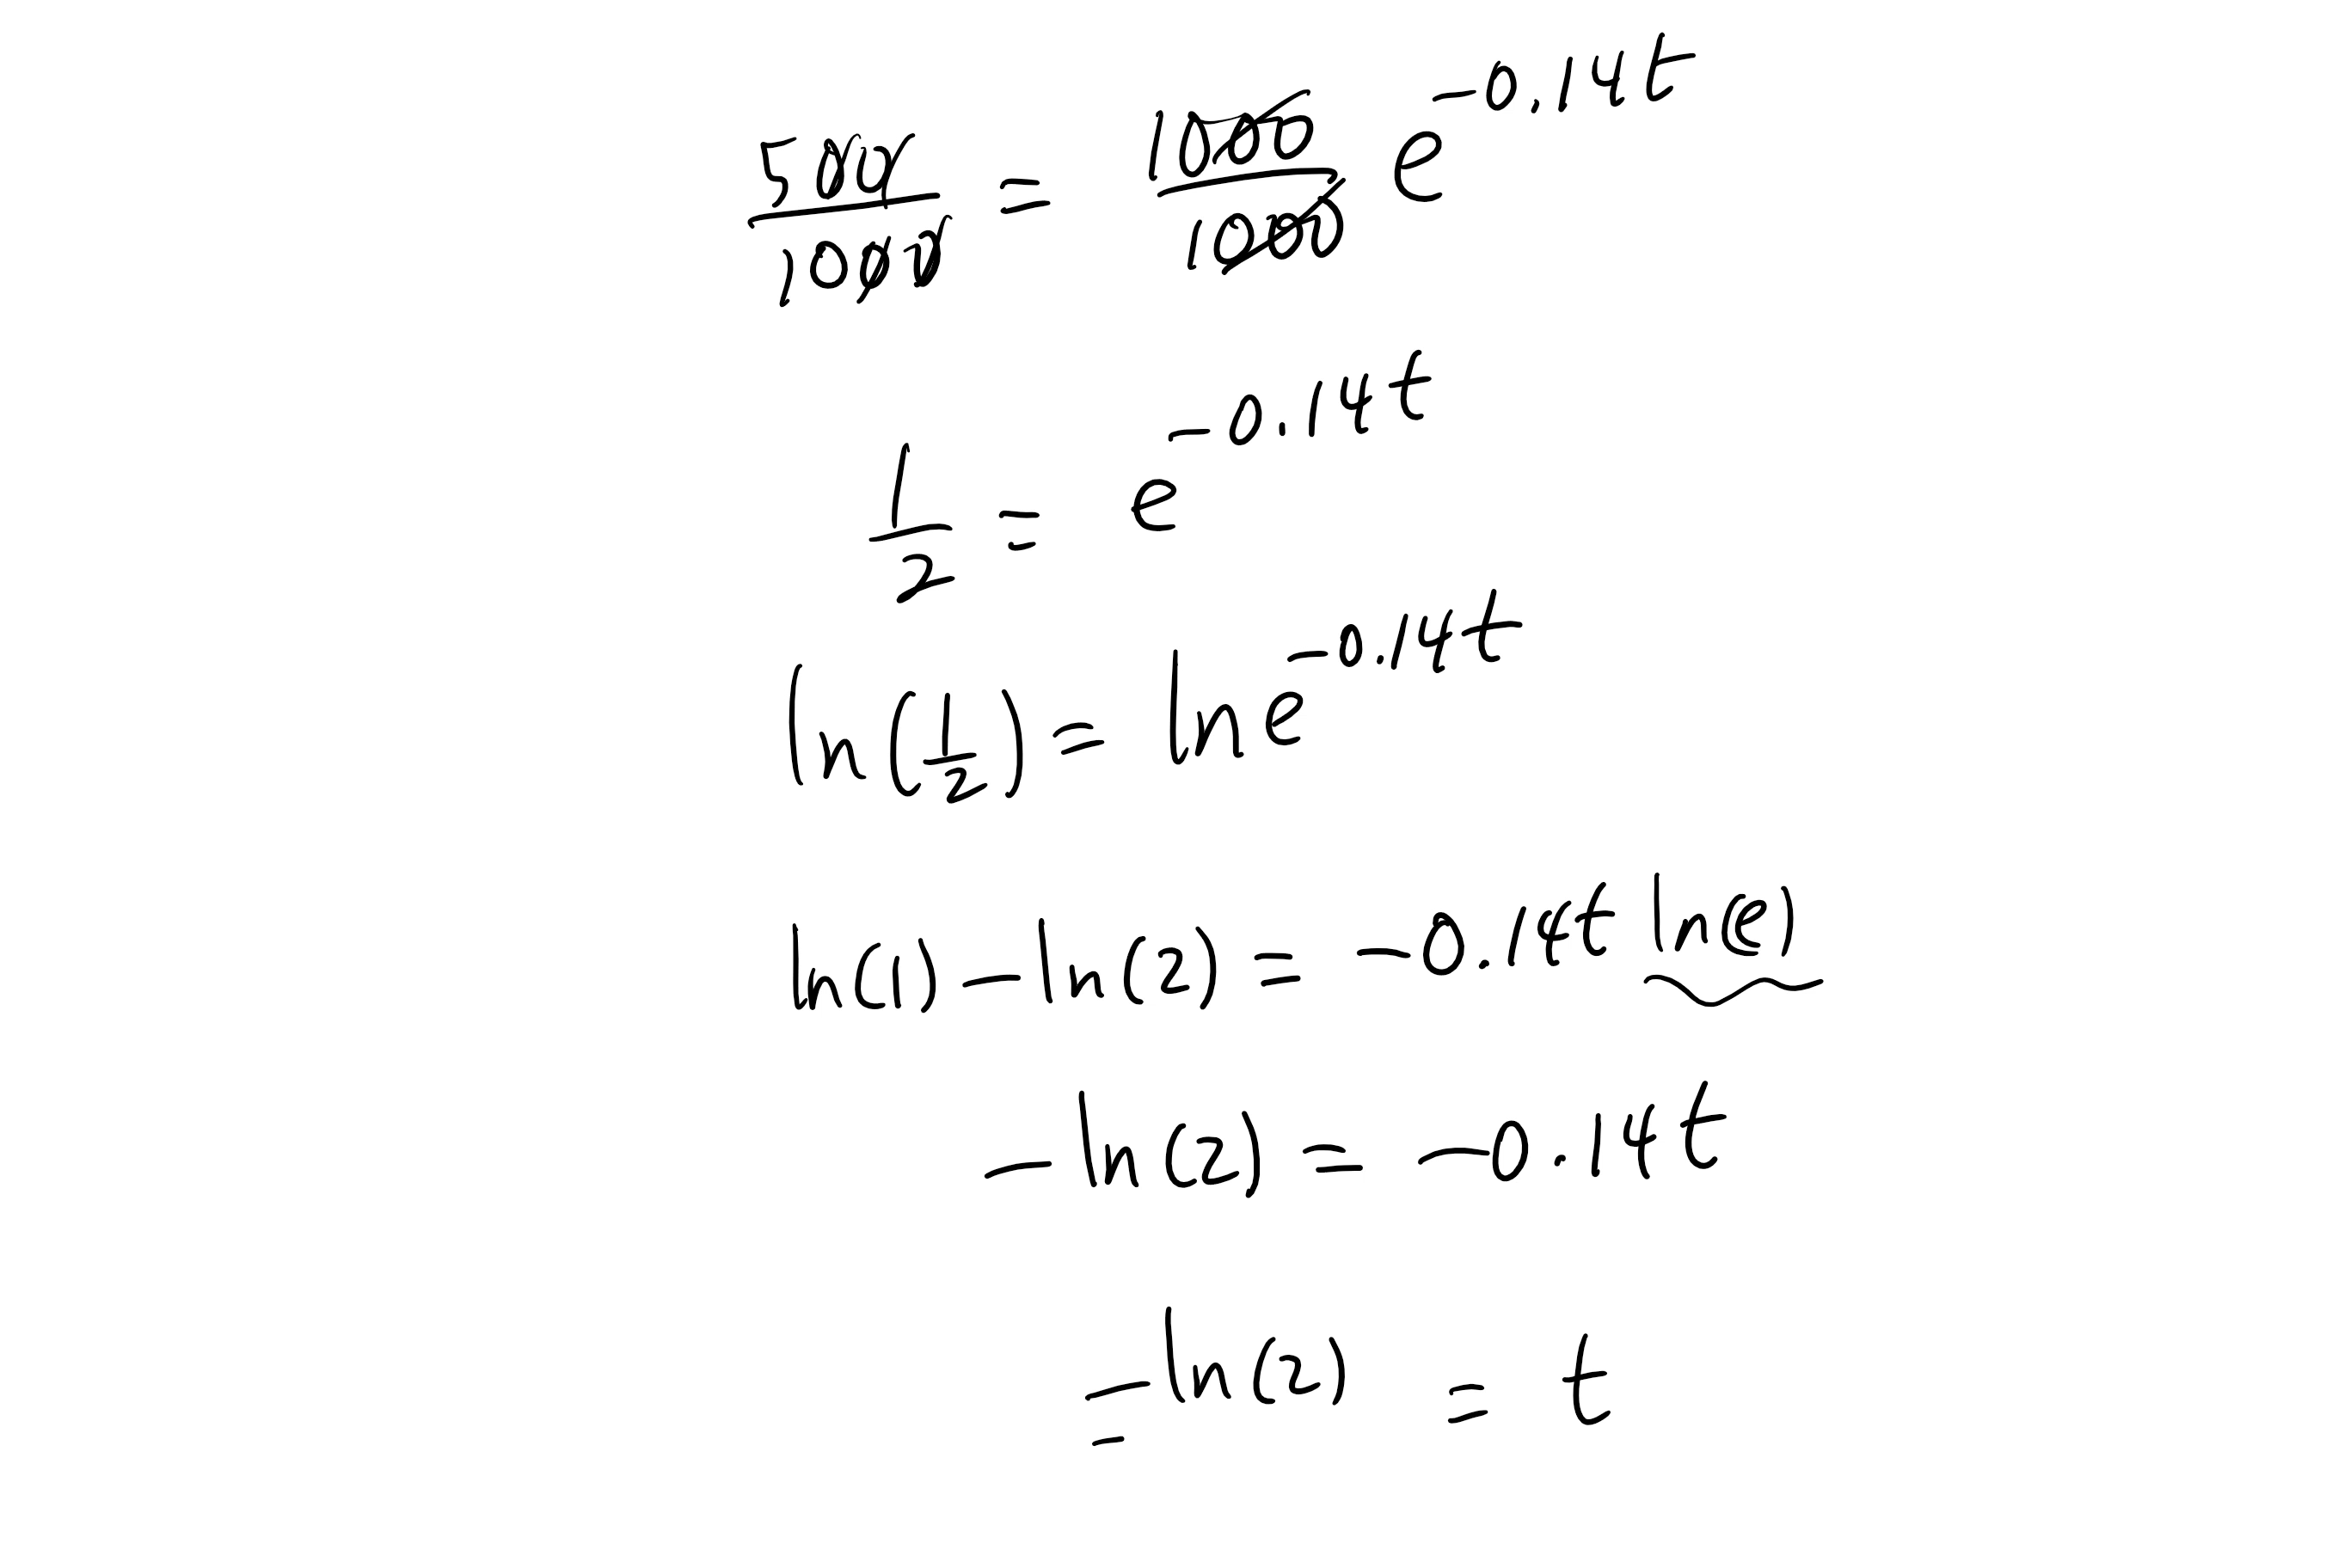 500/1000 = 1000/1000 e^-0.14t
1/2 = e^-0.14t
ln(1/2) = ln e^-0.14t
ln(1) - ln(2) = -0.14t ln(e)
- ln(2) = -0.14t
- ln(2) = t
-